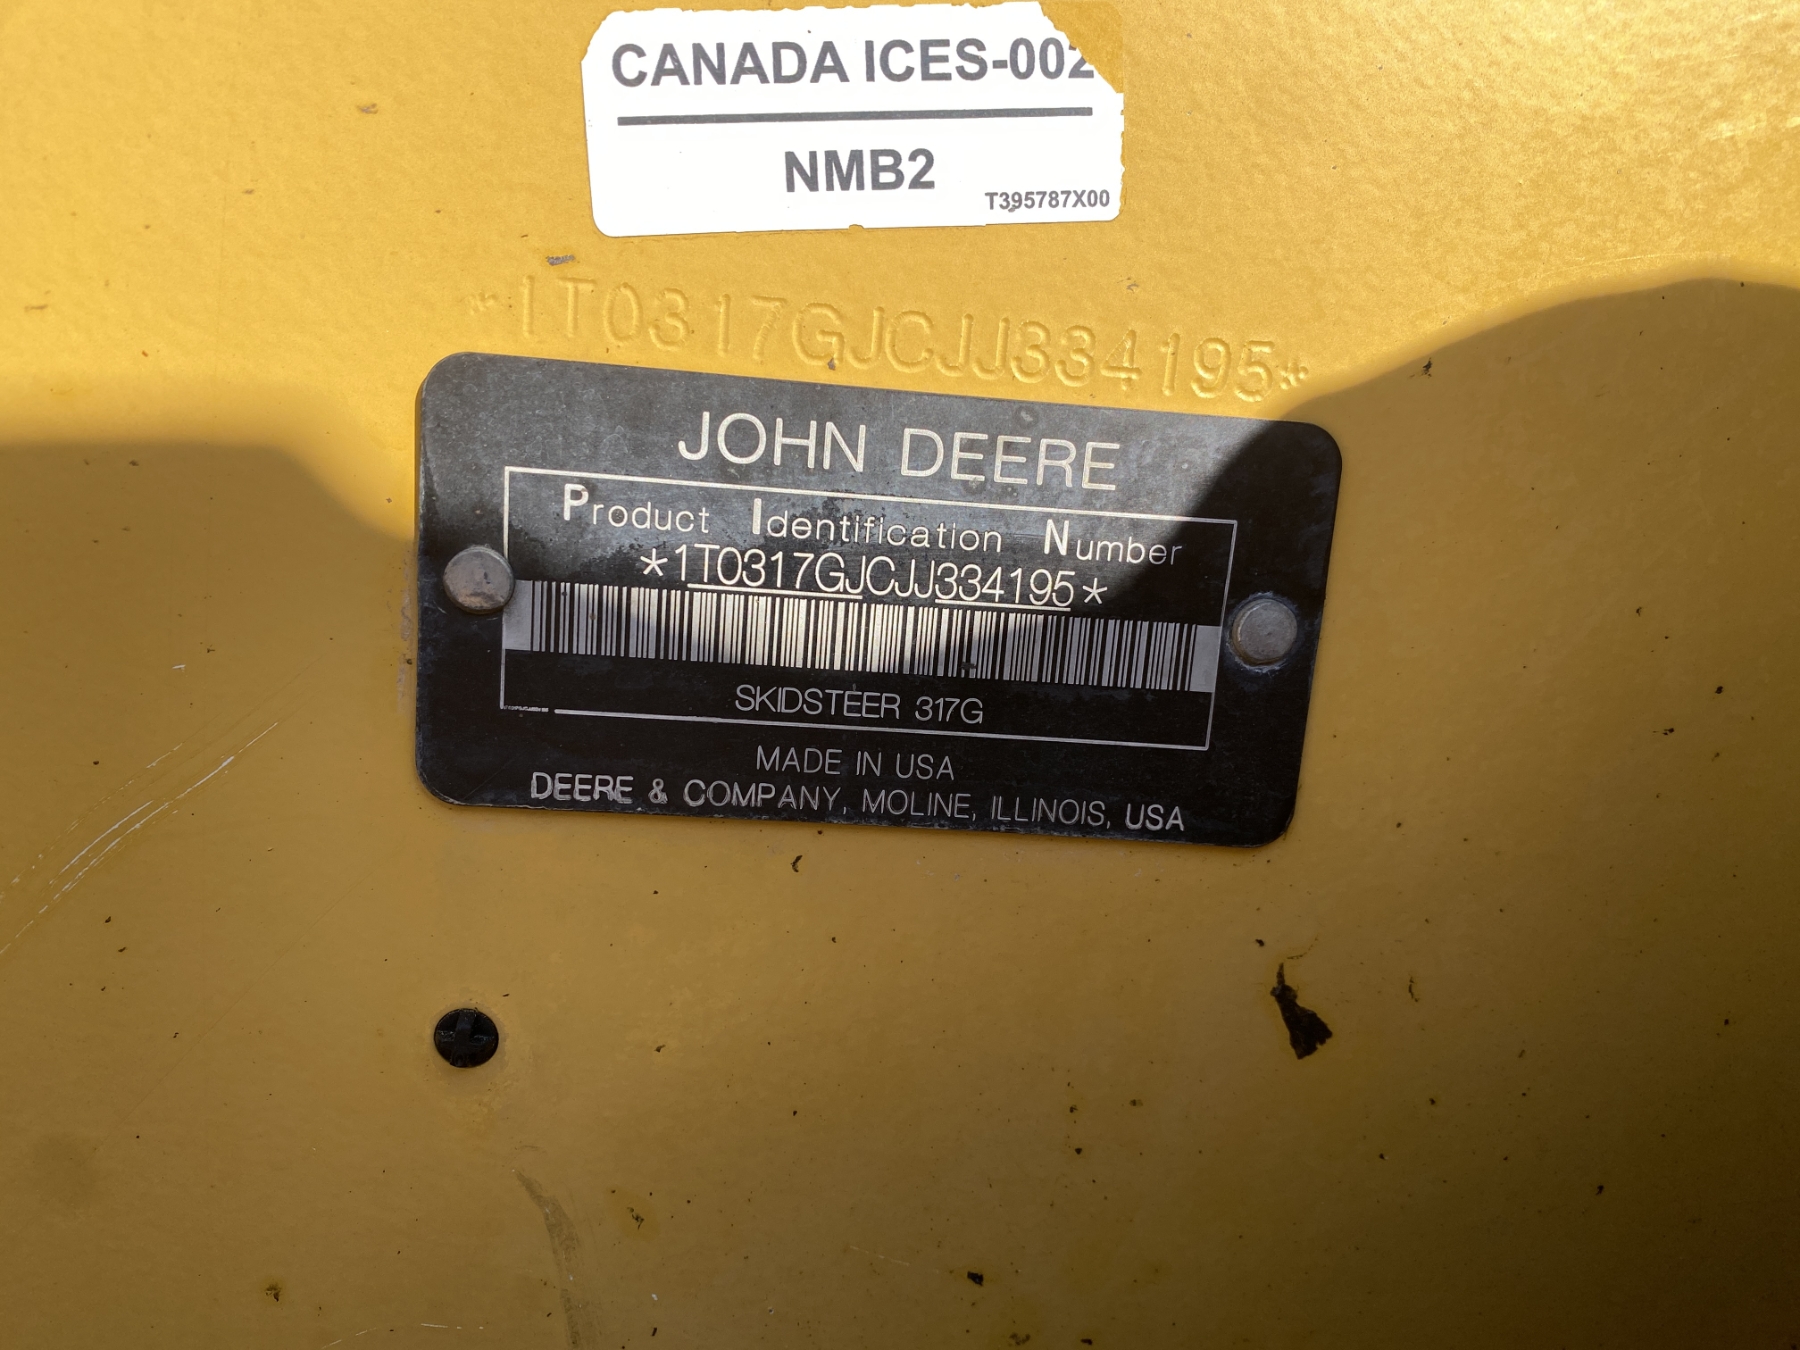 CANADA ICES-002
NMB2
T395787X00
*1T0317GJCJJ334195*
JOHN DEERE
Product Identification Number
*1T0317GJCJJ334195*
SKIDSTEER 317G
MADE IN USA
DEERE & COMPANY, MOLINE, ILLINOIS, USA